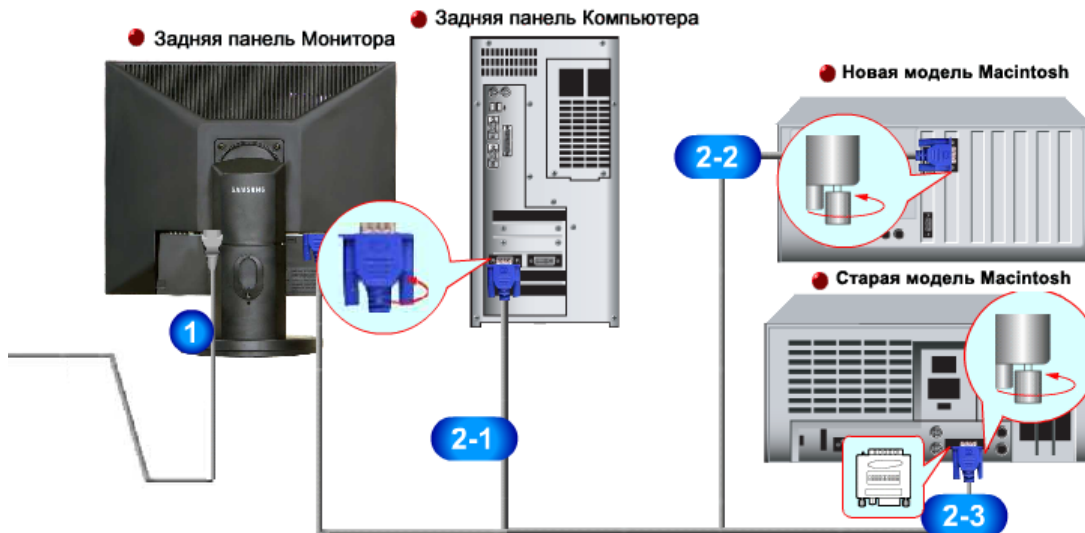 Задняя панель Компьютера
Задняя панель Монитора
Новая модель Macintosh
2-2
SAMSUNG
Старая модель Macintosh
1
2-1
2-3